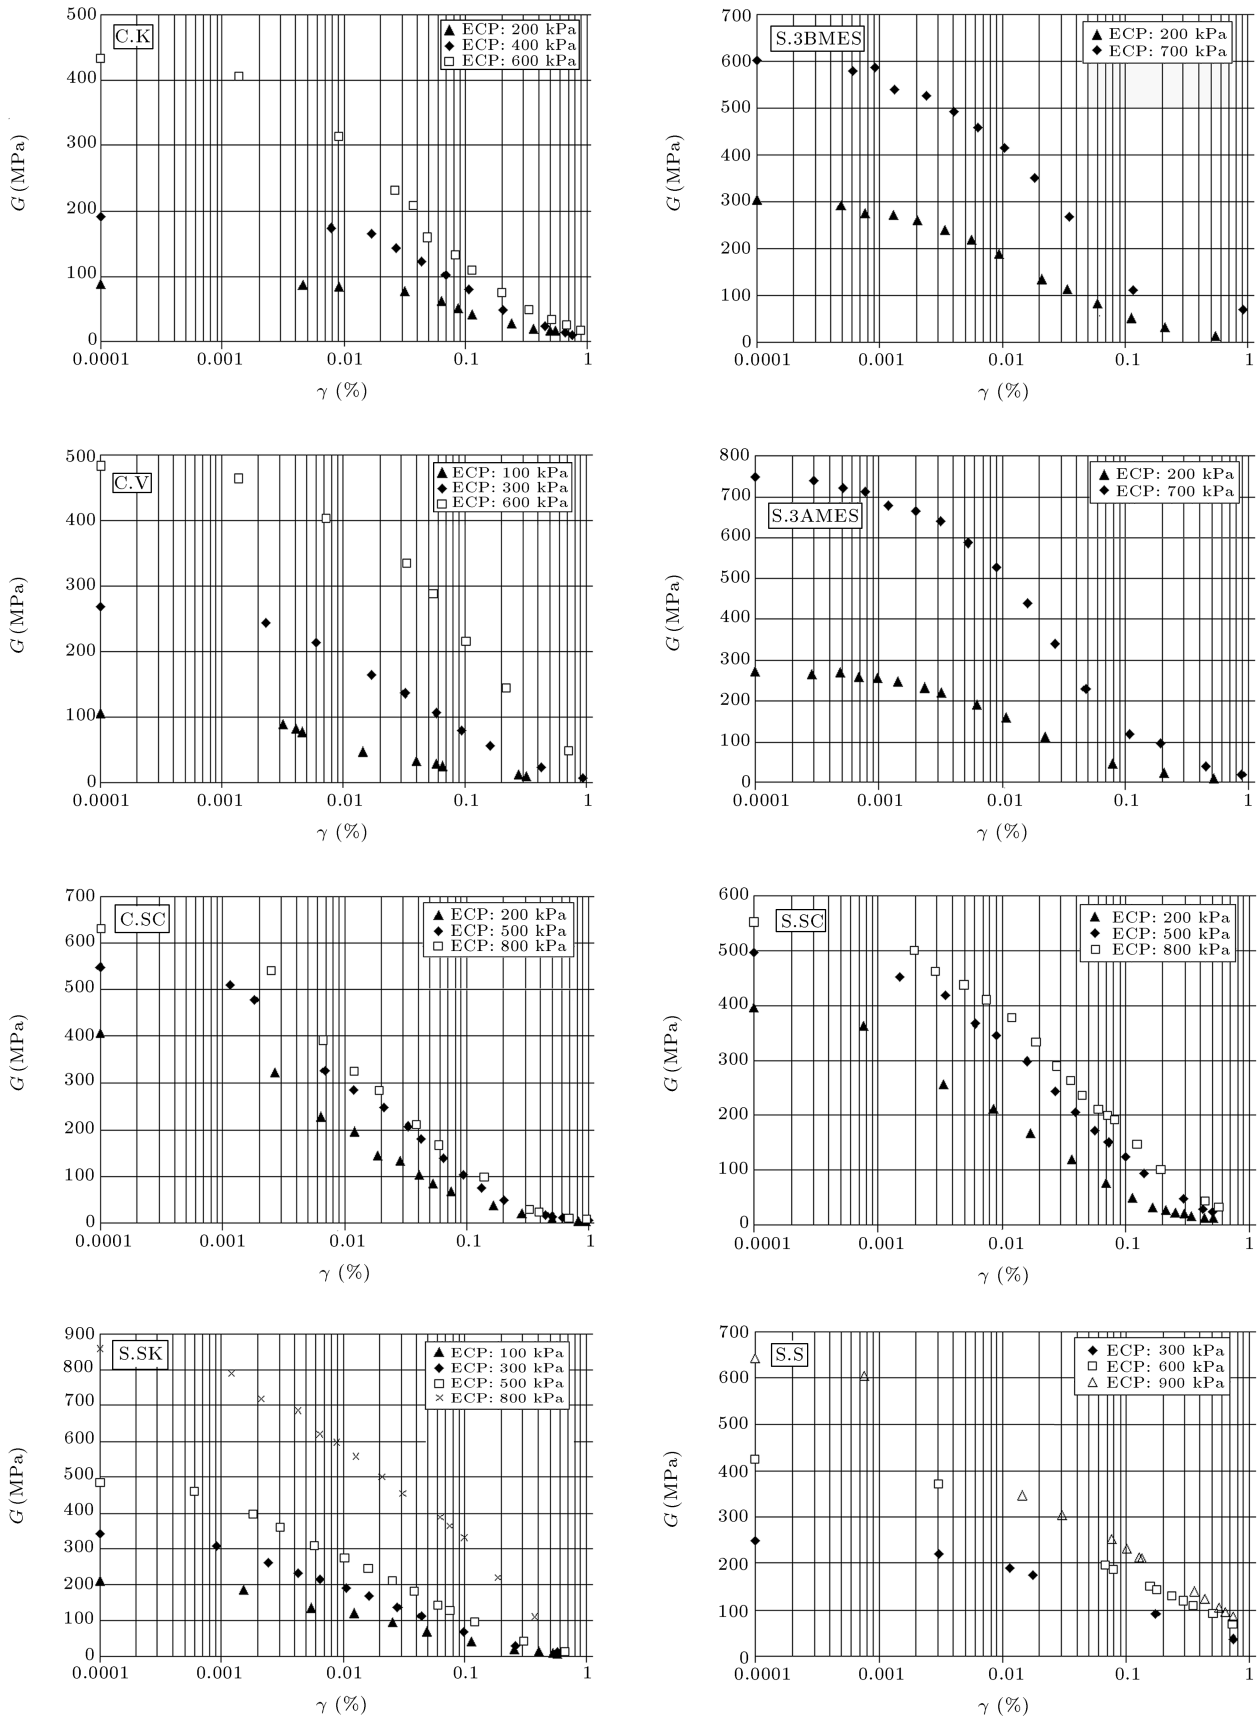 C.K
▲ ECP: 200 kPa
◆ ECP: 400 kPa
□ ECP: 600 kPa
500
400
300
200
100
0
G (MPa)
0.0001 0.001 0.01 0.1 1
γ (%)
S.3BMES
▲ ECP: 200 kPa
◆ ECP: 700 kPa
700
600
500
400
300
200
100
0
G (MPa)
0.0001 0.001 0.01 0.1 1
γ (%)
C.V
▲ ECP: 100 kPa
◆ ECP: 300 kPa
□ ECP: 600 kPa
500
400
300
200
100
0
G (MPa)
0.0001 0.001 0.01 0.1 1
γ (%)
S.3AMES
▲ ECP: 200 kPa
◆ ECP: 700 kPa
800
700
600
500
400
300
200
100
0
G (MPa)
0.0001 0.001 0.01 0.1 1
γ (%)
C.SC
▲ ECP: 200 kPa
◆ ECP: 500 kPa
□ ECP: 800 kPa
700
600
500
400
300
200
100
0
G (MPa)
0.0001 0.001 0.01 0.1 1
γ (%)
S.SC
▲ ECP: 200 kPa
◆ ECP: 500 kPa
□ ECP: 800 kPa
600
500
400
300
200
100
0
G (MPa)
0.0001 0.001 0.01 0.1 1
γ (%)
S.SK
▲ ECP: 100 kPa
◆ ECP: 300 kPa
□ ECP: 500 kPa
× ECP: 800 kPa
900
800
700
600
500
400
300
200
100
0
G (MPa)
0.0001 0.001 0.01 0.1 1
γ (%)
S.S
◆ ECP: 300 kPa
□ ECP: 600 kPa
△ ECP: 900 kPa
700
600
500
400
300
200
100
0
G (MPa)
0.0001 0.001 0.01 0.1 1
γ (%)